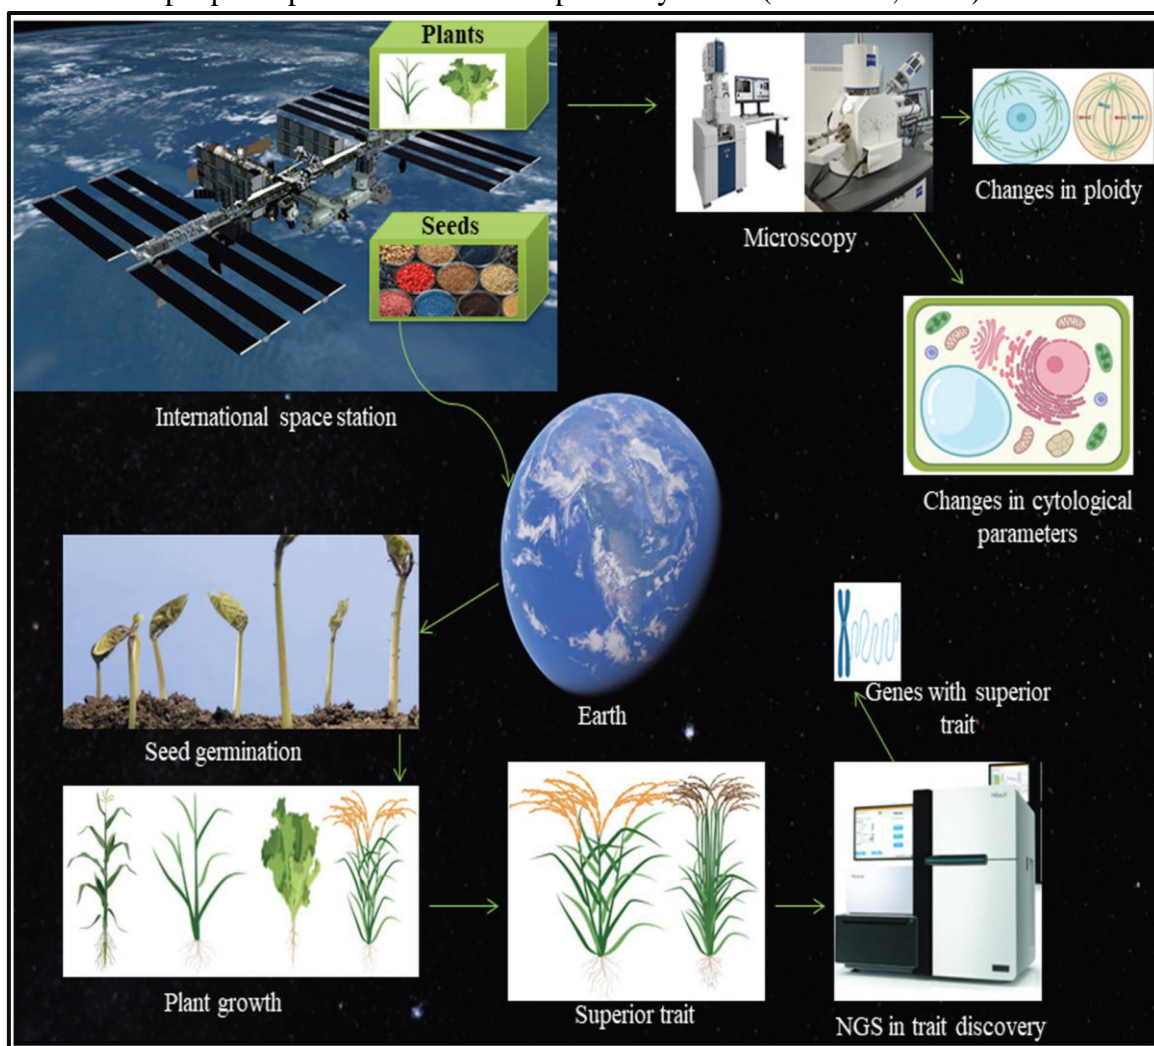 Plants
Seeds
International space station
Microscopy
Changes in ploidy
Changes in cytological
parameters
Earth
Seed germination
Genes with superior
trait
Plant growth
Superior trait
NGS in trait discovery